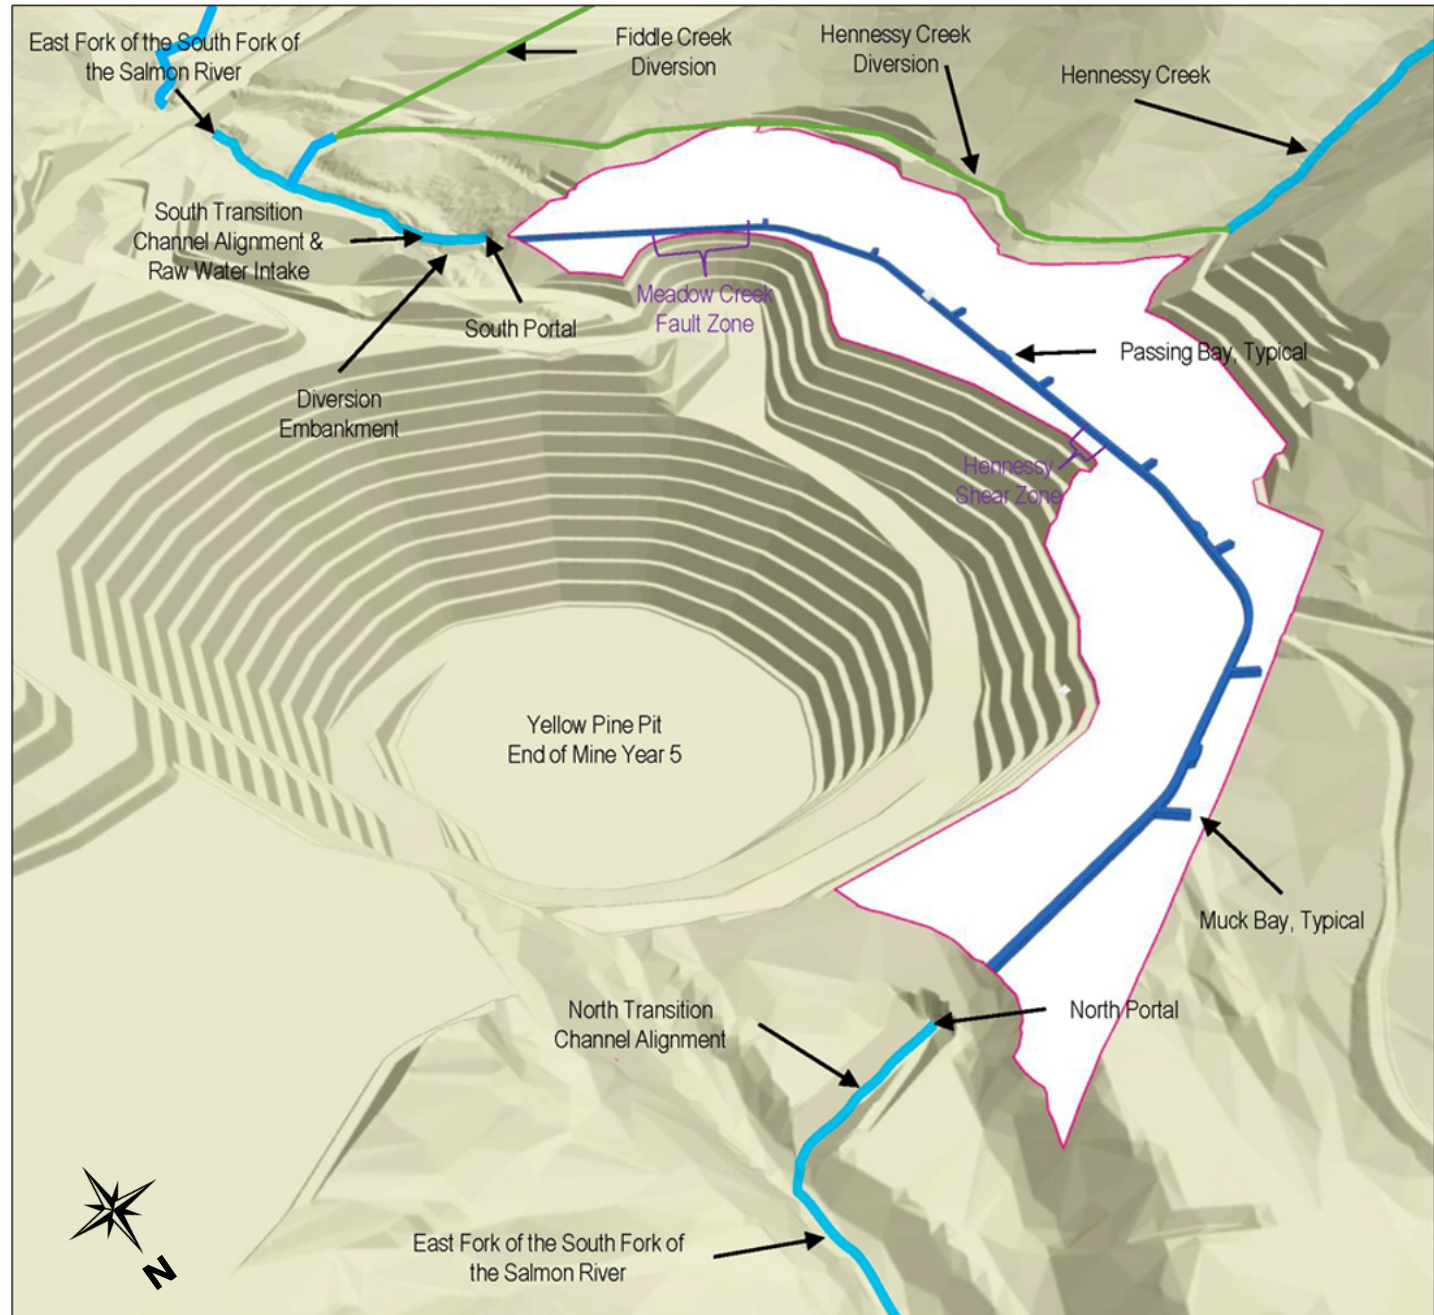 East Fork of the South Fork of
the Salmon River
Fiddle Creek
Diversion
Hennessy Creek
Diversion
Hennessy Creek
South Transition
Channel Alignment &
Raw Water Intake
South Portal
Meadow Creek
Fault Zone
Passing Bay, Typical
Diversion
Embankment
Hennessy
Shear Zone
Yellow Pine Pit
End of Mine Year 5
Muck Bay, Typical
North Transition
Channel Alignment
North Portal
East Fork of the South Fork of
the Salmon River
N